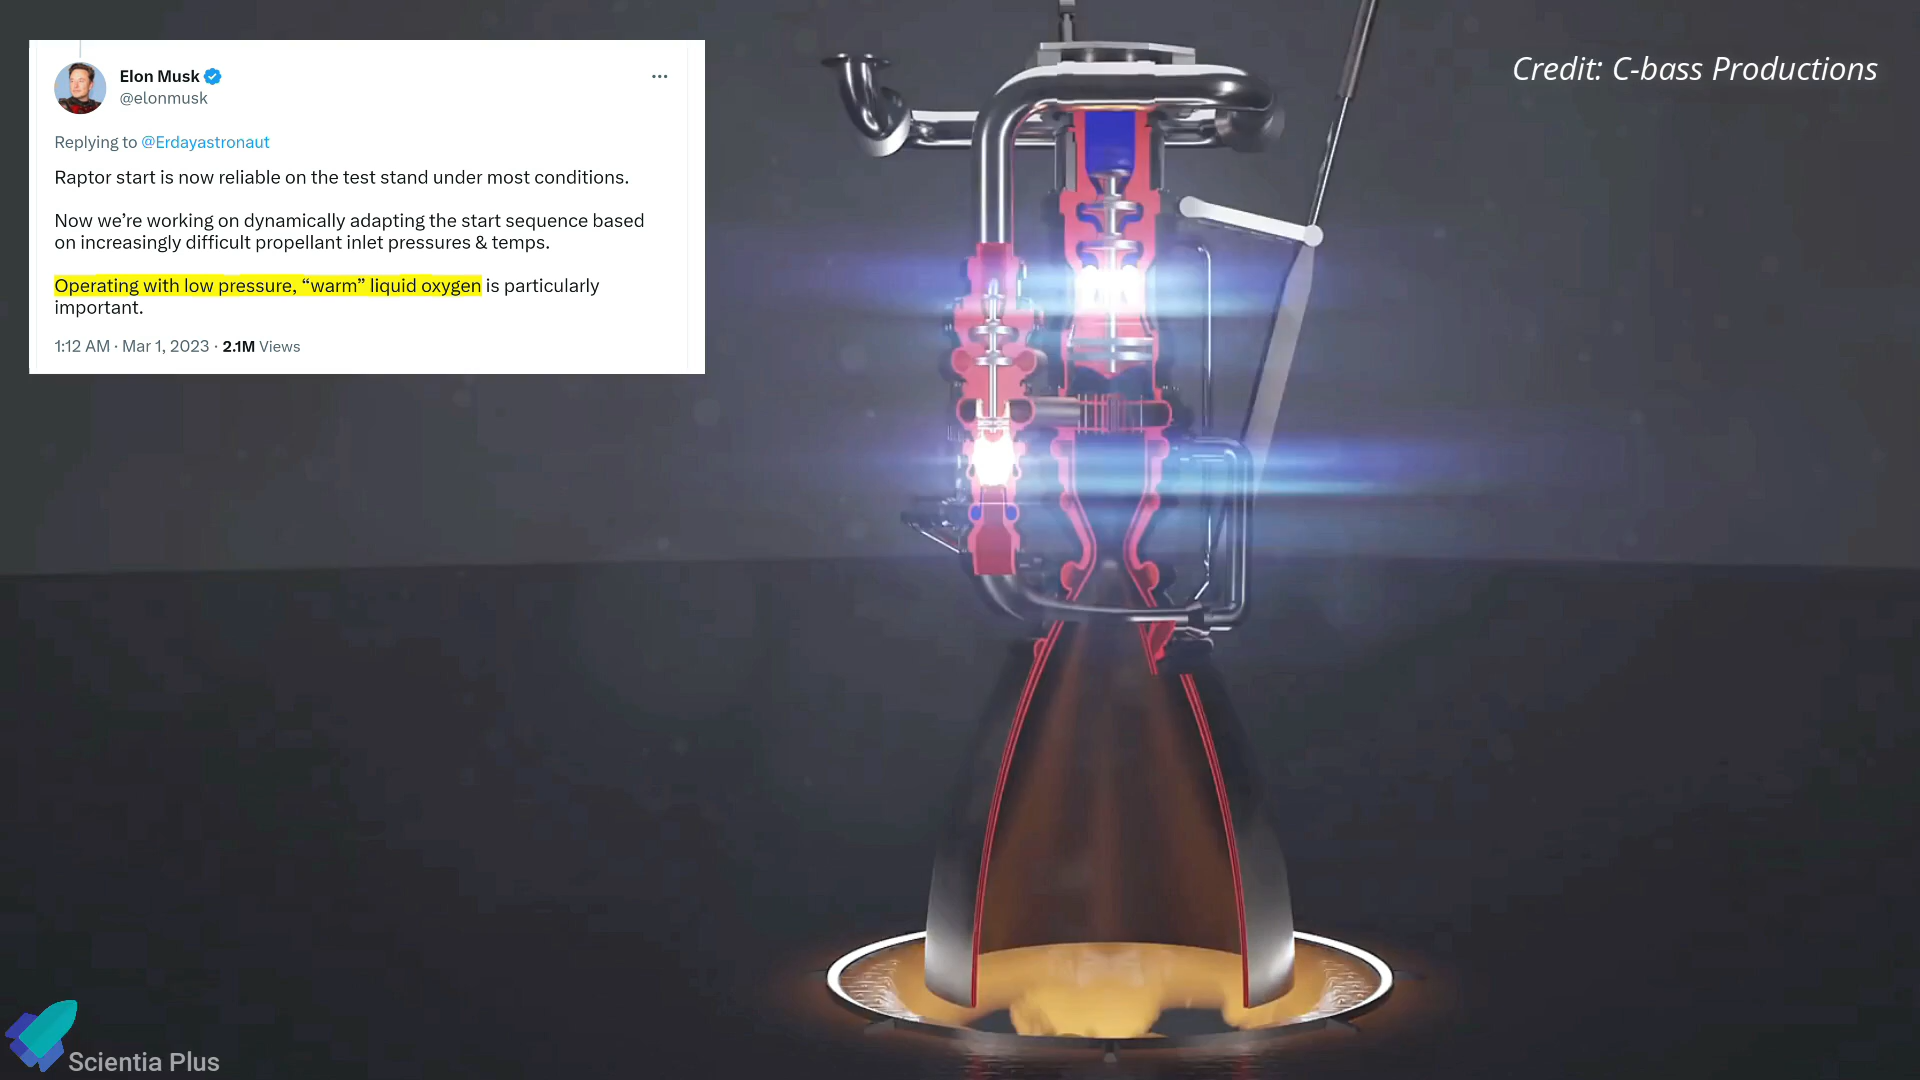 Elon Musk
@elonmusk
Replying to @Erdayastronaut
Raptor start is now reliable on the test stand under most conditions.
Now we’re working on dynamically adapting the start sequence based
on increasingly difficult propellant inlet pressures & temps.
Operating with low pressure, “warm” liquid oxygen is particularly
important.
1:12 AM · Mar 1, 2023 · 2.1M Views
Credit: C-bass Productions
Scientia Plus